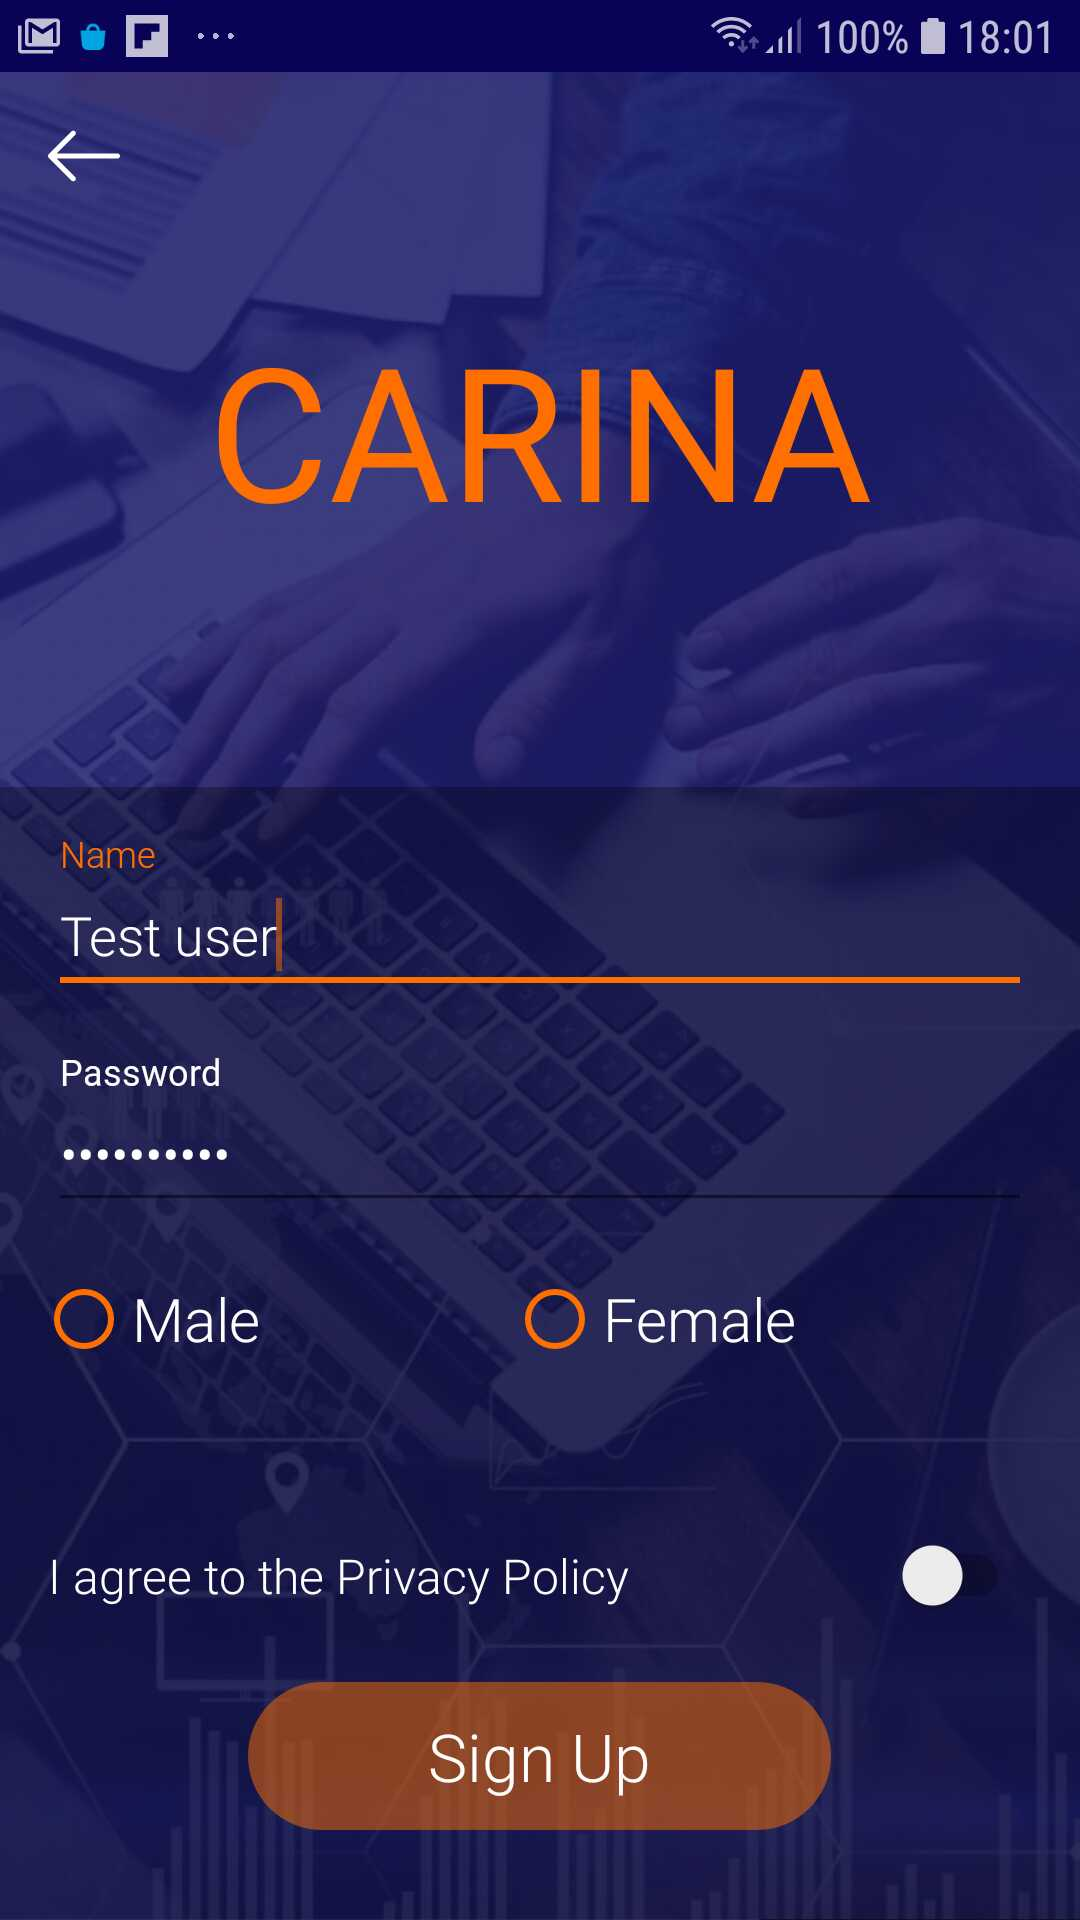 100% 18:01
CARINA
Name
Test user
Password
••••••••••
Male Female
I agree to the Privacy Policy
Sign Up